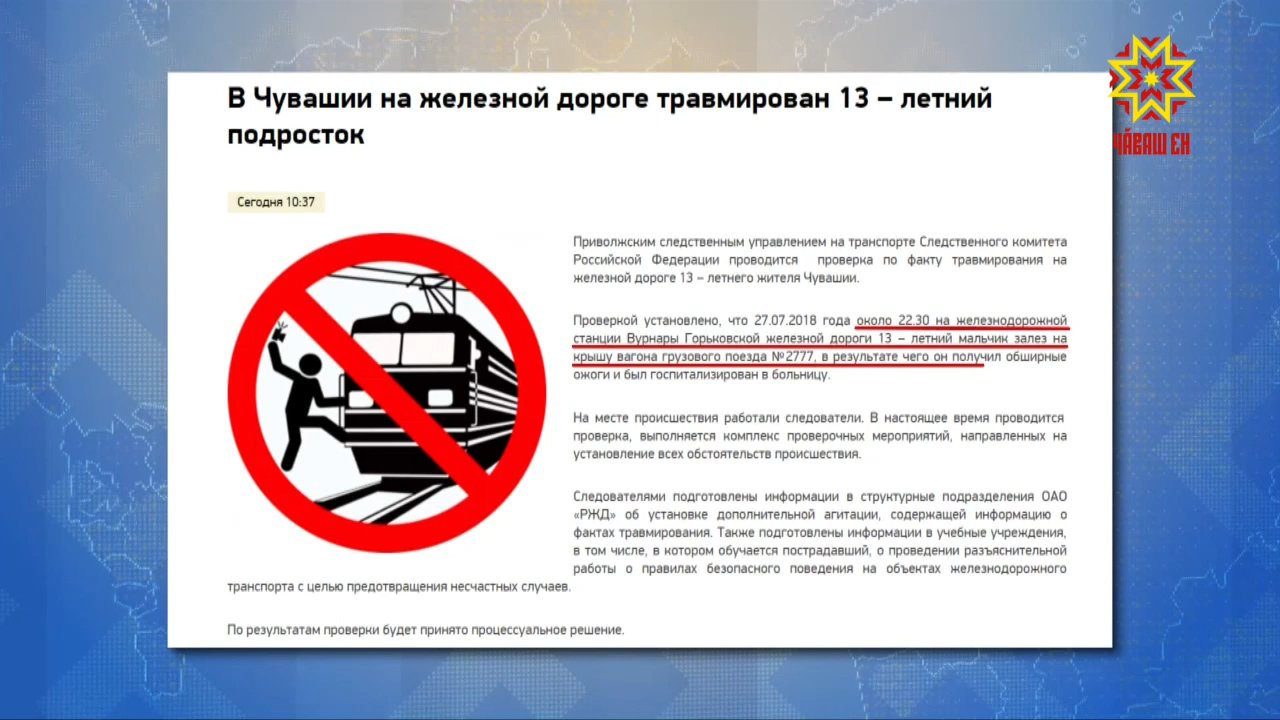 В Чувашии на железной дороге травмирован 13 – летний
подросток
ЧӐВАШ ЕН
Сегодня 10:37
Приволжским следственным управлением на транспорте Следственного комитета
Российской Федерации проводится проверка по факту травмирования на
железной дороге 13 – летнего жителя Чувашии.
Проверкой установлено, что 27.07.2018 года около 22.30 на железнодорожной
станции Вурнары Горьковской железной дороги 13 – летний мальчик залез на
крышу вагона грузового поезда №2777, в результате чего он получил обширные
ожоги и был госпитализирован в больницу.
На месте происшествия работали следователи. В настоящее время проводится
проверка, выполняется комплекс проверочных мероприятий, направленных на
установление всех обстоятельств происшествия.
Следователями подготовлены информации в структурные подразделения ОАО
«РЖД» об установке дополнительной агитации, содержащей информацию о
фактах травмирования. Также подготовлены информации в учебные учреждения,
в том числе, в котором обучается пострадавший, о проведении разъяснительной
работы о правилах безопасного поведения на объектах железнодорожного
транспорта с целью предотвращения несчастных случаев.
По результатам проверки будет принято процессуальное решение.